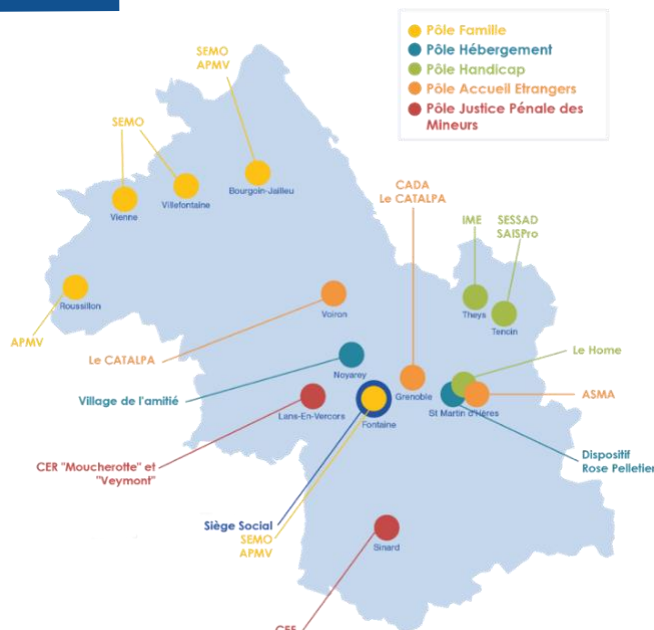 Pôle Famille
Pôle Hébergement
Pôle Handicap
Pôle Accueil Etrangers
Pôle Justice Pénale des
Mineurs
SEMO
APMV
SEMO
Bourgoin-Jailleu
Villefontaine
Vienne
CADA
Le CATALPA
IME
SESSAD
SAISPro
Roussillon
APMV
Voiron
Theys
Tencin
Le CATALPA
Le Home
Noyarey
Village de l'amitié
Grenoble
ASMA
Lans-En-Vercors
Fontaine
St Martin d'Hères
CER "Moucherotte" et
"Veymont"
Dispositif
Rose Pelletier
Siège Social
SEMO
APMV
Sinard